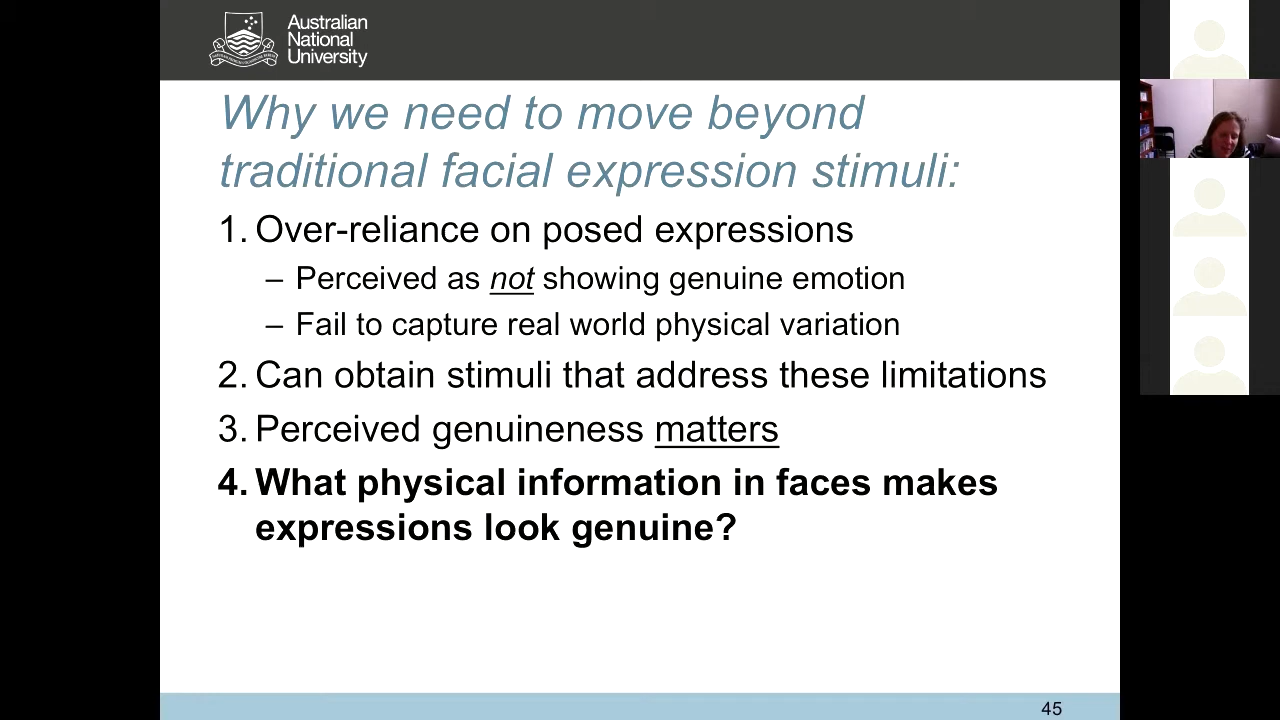 Australian
National
University
Why we need to move beyond
traditional facial expression stimuli:
1. Over-reliance on posed expressions
– Perceived as not showing genuine emotion
– Fail to capture real world physical variation
2. Can obtain stimuli that address these limitations
3. Perceived genuineness matters
4. What physical information in faces makes
expressions look genuine?
45